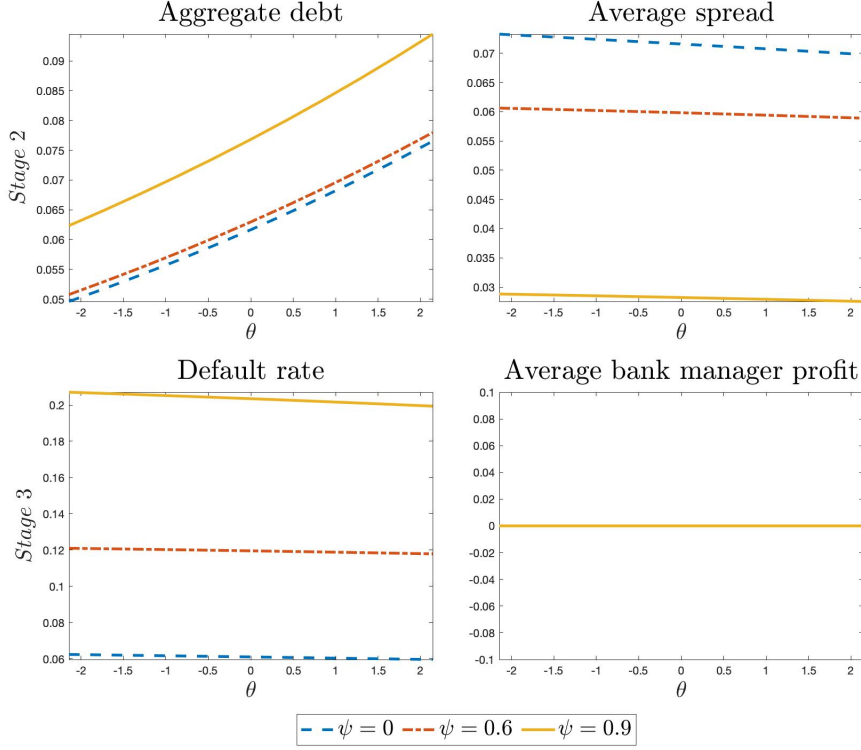 Aggregate debt
Average spread
Stage 2
0.09
0.085
0.08
0.075
0.07
0.065
0.06
0.055
0.05
-2 -1.5 -1 -0.5 0 0.5 1 1.5 2
θ
0.07
0.065
0.06
0.055
0.05
0.045
0.04
0.035
0.03
-2 -1.5 -1 -0.5 0 0.5 1 1.5 2
θ
Default rate
Average bank manager profit
Stage 3
0.2
0.18
0.16
0.14
0.12
0.1
0.08
0.06
-2 -1.5 -1 -0.5 0 0.5 1 1.5 2
θ
0.1
0.08
0.06
0.04
0.02
0
-0.02
-0.04
-0.06
-0.08
-0.1
-2 -1.5 -1 -0.5 0 0.5 1 1.5 2
θ
ψ = 0 ψ = 0.6 ψ = 0.9